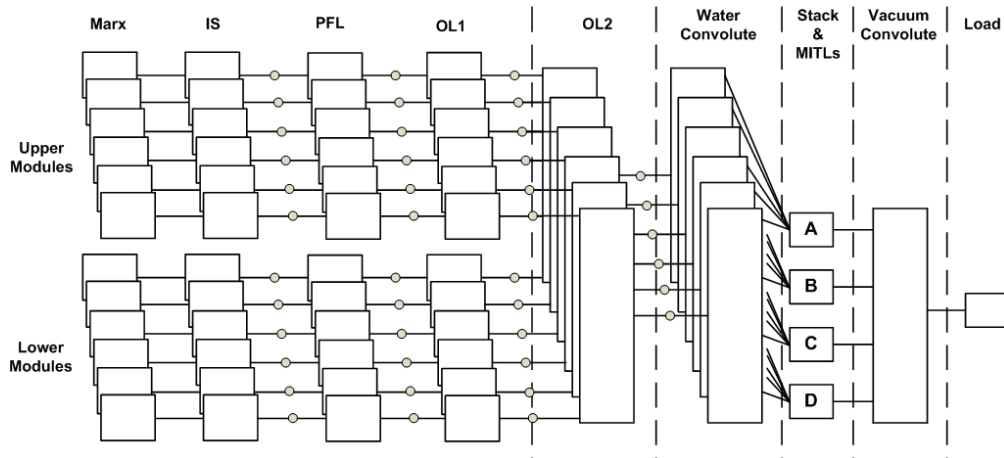 Marx
IS
PFL
OL1
OL2
Water
Convolute
Stack
&
MITLs
Vacuum
Convolute
Load
Upper
Modules
Lower
Modules
A
B
C
D